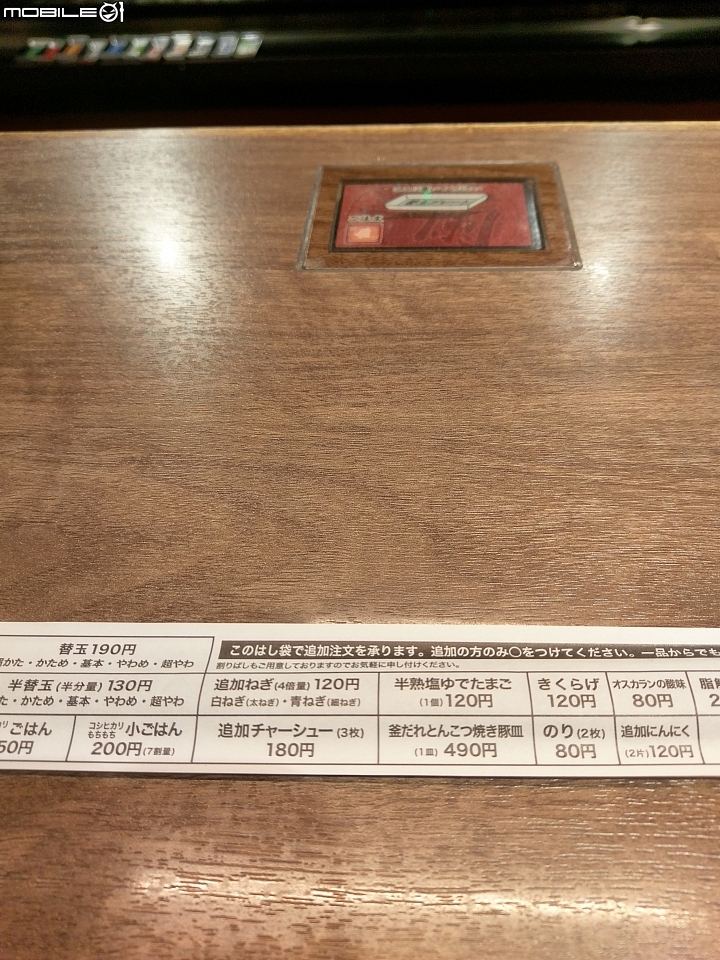 MOBILE01
替玉 190円
かた・かため・基本・やわめ・超やわ
このはし袋で追加注文を承ります。追加の方のみ○をつけてください。一品からでも
割りばしもご用意しておりますのでお気軽に申し付けください。
半替玉(半分量) 130円
た・かため・基本・やわめ・超やわ
追加ねぎ(4倍量) 120円
白ねぎ(太ねぎ)・青ねぎ(細ねぎ)
半熟塩ゆでたまご
(1個) 120円
きくらげ
120円
オスカランの酸味
80円
ごはん
50円
コシヒカリ
もちもち 小ごはん
200円(7割量)
追加チャーシュー(3枚)
180円
釜だれとんこつ焼き豚皿
(1皿) 490円
のり(2枚)
80円
追加にんにく
(2片) 120円